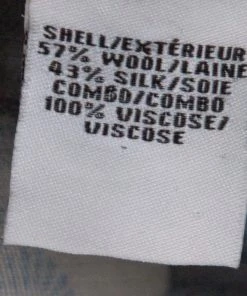 SHELL/EXTÉRIEUR
57% WOOL/LAINE
43% SILK/SOIE
COMBO/COMBO
100% VISCOSE/
VISCOSE